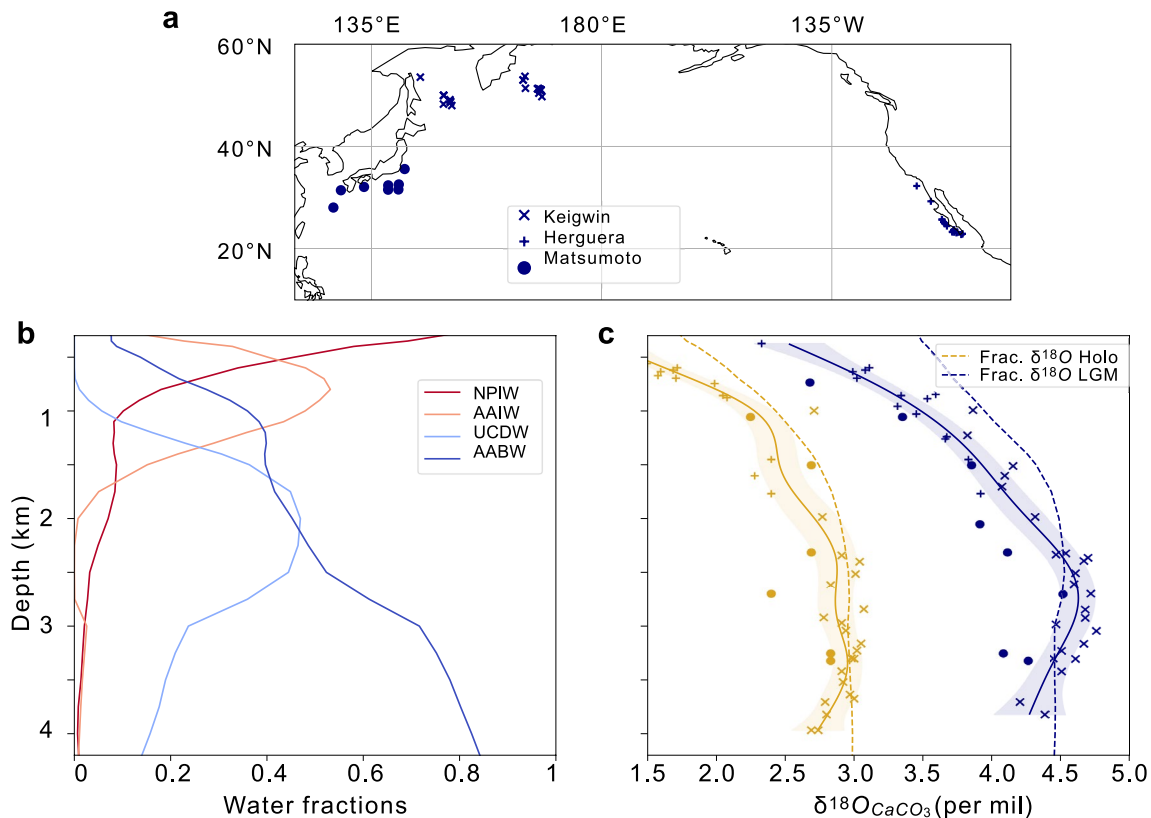 a
135°E 180°E 135°W
60°N
40°N
20°N
Keigwin
Herguera
Matsumoto
b
Depth (km)
1
2
3
4
NPIW
AAIW
UCDW
AABW
0 0.2 0.4 0.6 0.8 1
Water fractions
c
Frac. δ¹⁸O Holo
Frac. δ¹⁸O LGM
1.5 2.0 2.5 3.0 3.5 4.0 4.5 5.0
δ¹⁸O CaCO₃ (per mil)